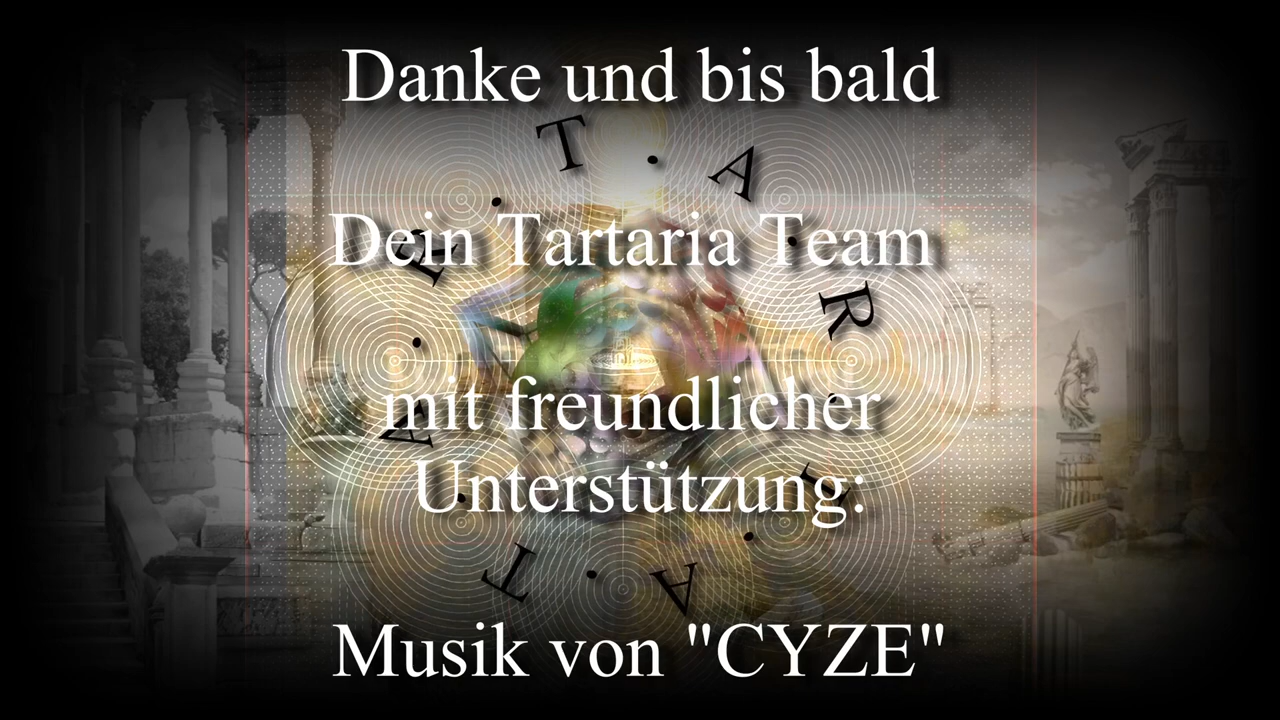 Danke und bis bald
Dein Tartaria Team
mit freundlicher
Unterstützung:
Musik von "CYZE"
T · A · R · T · A · T · A · R ·